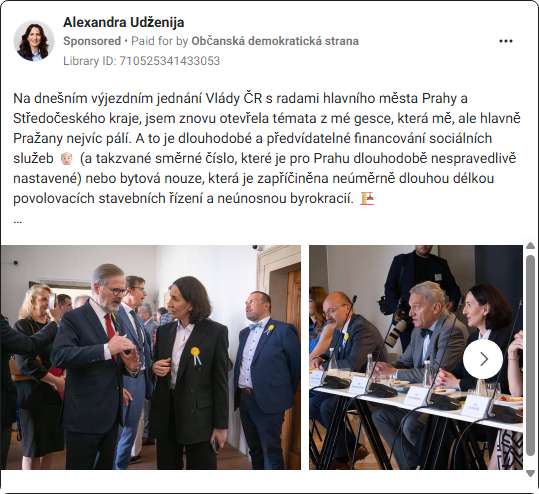 Alexandra Udženija
Sponsored • Paid for by Občanská demokratická strana
Library ID: 710525341433053
Na dnešním výjezdním jednání Vlády ČR s radami hlavního města Prahy a
Středočeského kraje, jsem znovu otevřela témata z mé gesce, která mě, ale hlavně
Pražany nejvíc pálí. A to je dlouhodobé a předvídatelné financování sociálních
služeb 👴🏼 (a takzvané směrné číslo, které je pro Prahu dlouhodobě nespravedlivě
nastavené) nebo bytová nouze, která je zapříčiněna neúměrně dlouhou délkou
povolovacích stavebních řízení a neúnosnou byrokracií. 🏗️
...